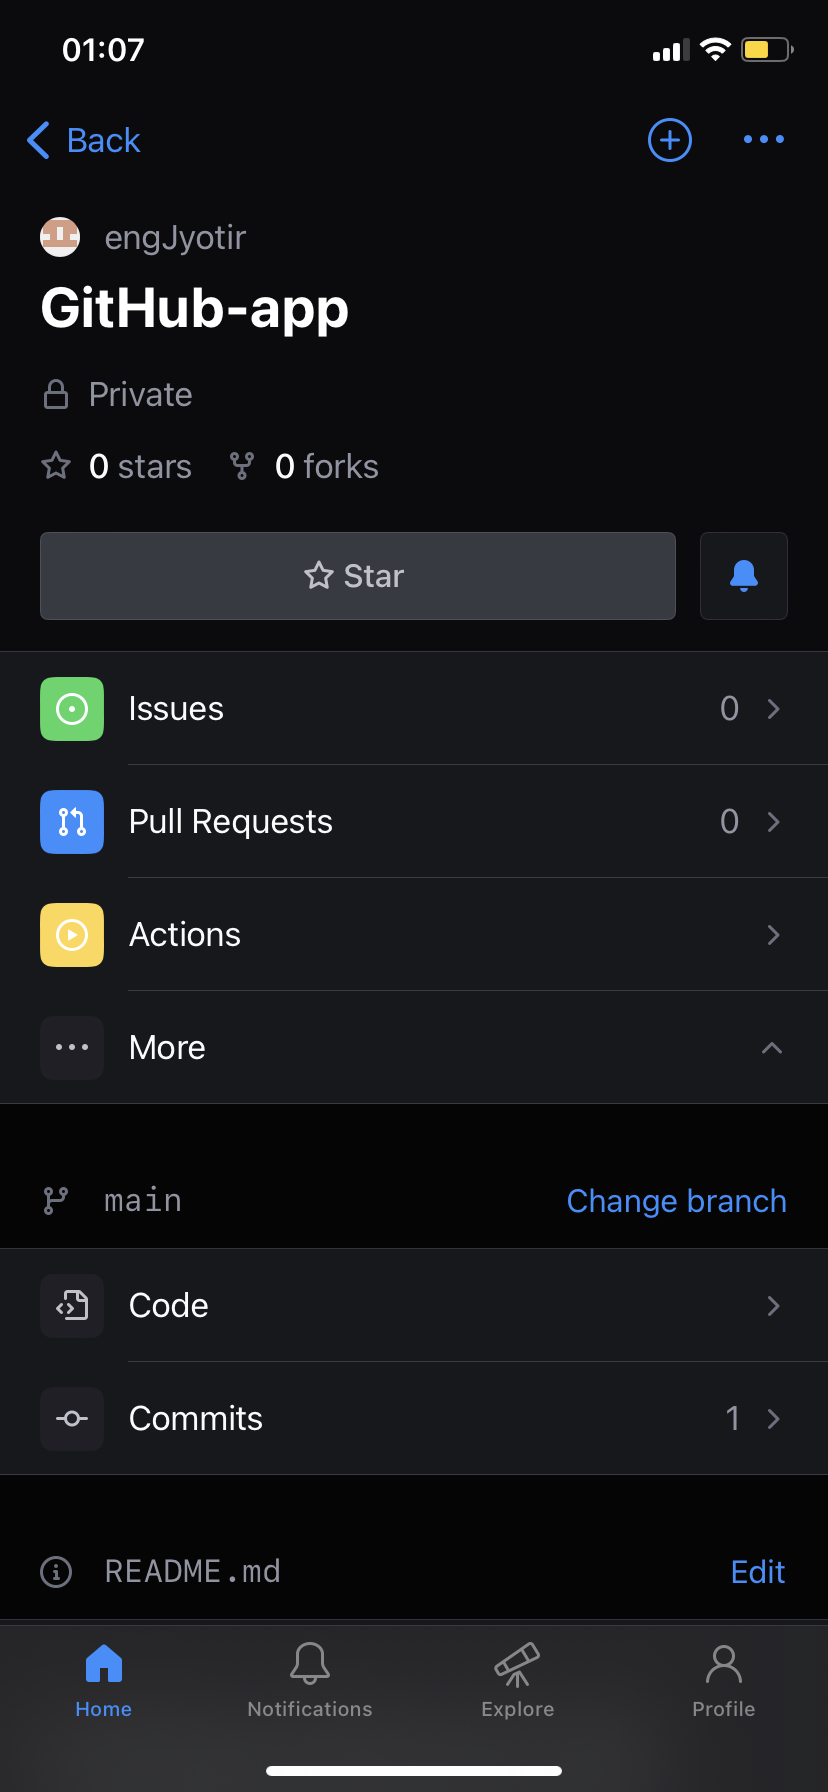 01:07
Back
engJyotir
GitHub-app
Private
0 stars 0 forks
Star
Issues 0
Pull Requests 0
Actions
More
main Change branch
Code
Commits 1
README.md Edit
Home Notifications Explore Profile